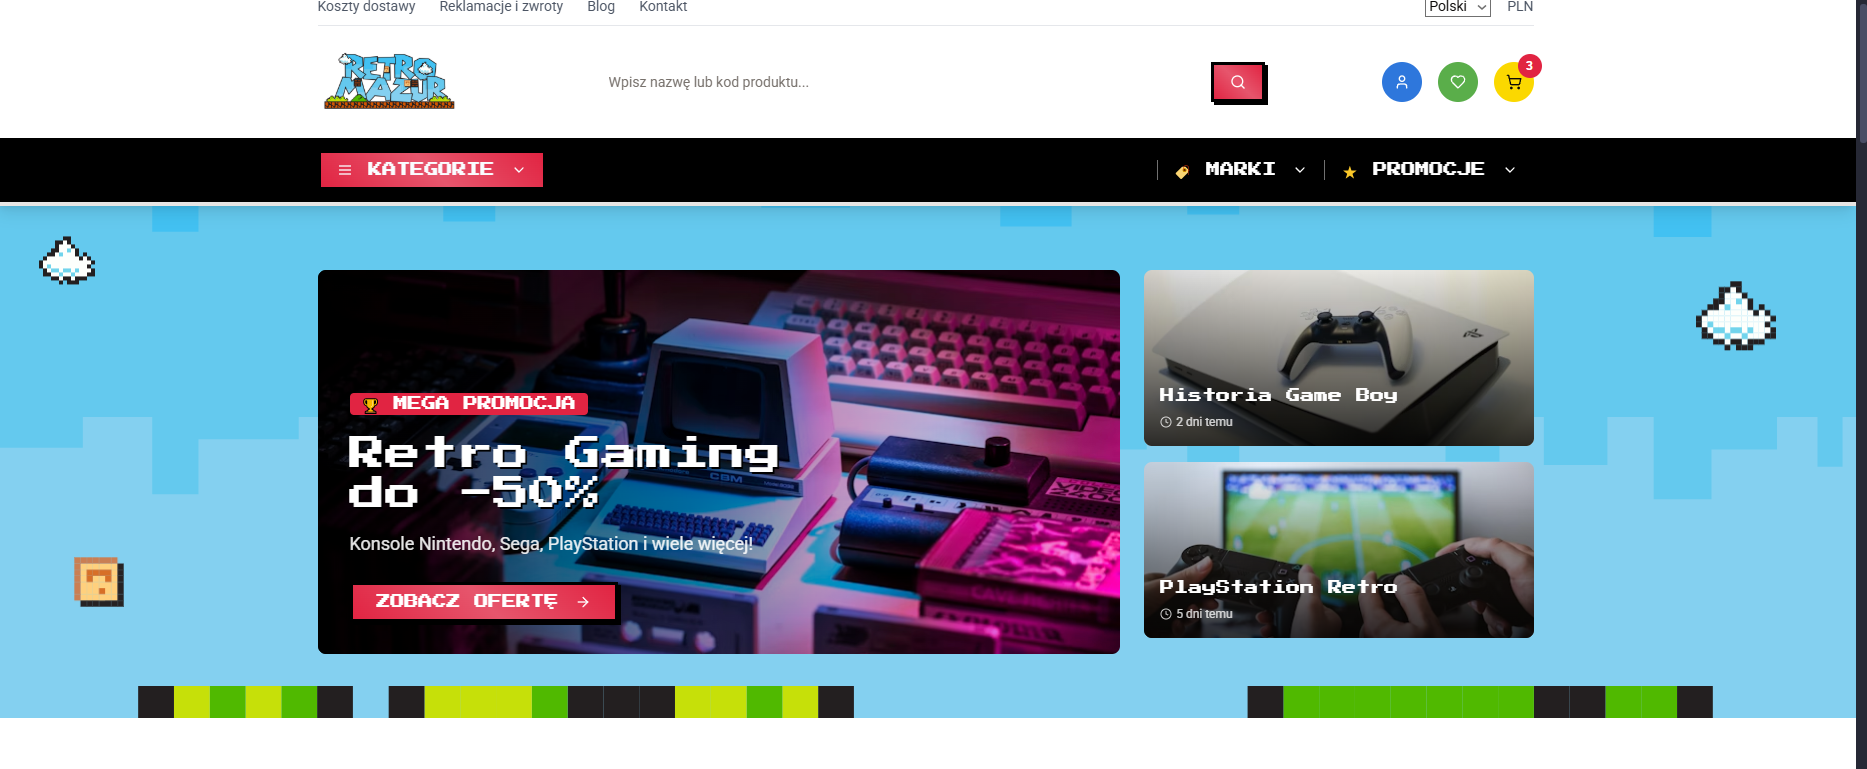 Koszty dostawy Reklamacje i zwroty Blog Kontakt Polski PLN
RETRO
MAZUR
Wpisz nazwę lub kod produktu...
3
KATEGORIE MARKI PROMOCJE
MEGA PROMOCJA
Retro Gaming
do -50%
Konsole Nintendo, Sega, PlayStation i wiele więcej!
ZOBACZ OFERTĘ
CBM
Historia Game Boy
2 dni temu
PlayStation Retro
5 dni temu